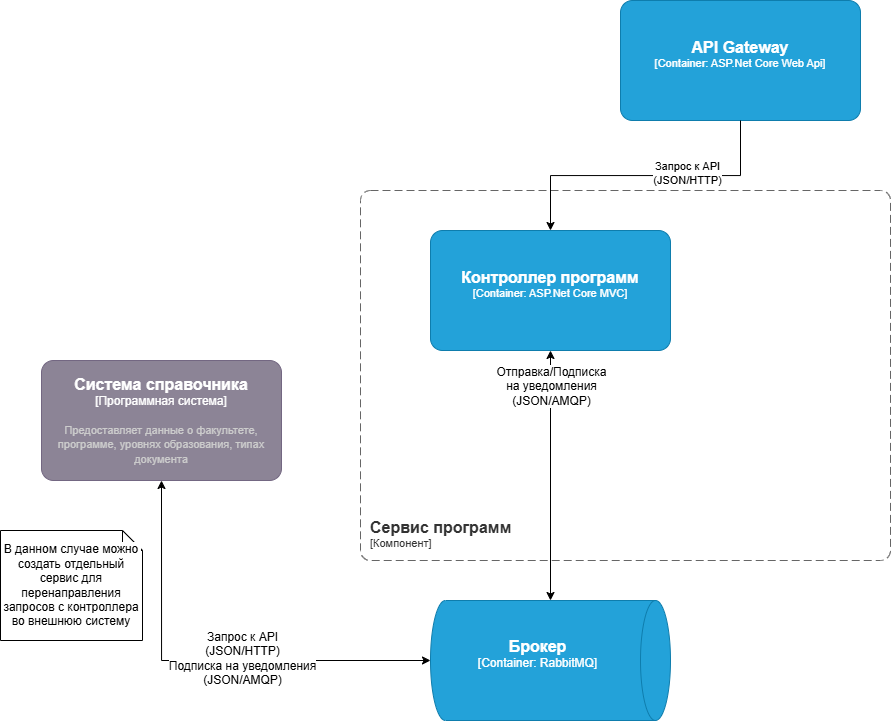 API Gateway
[Container: ASP.Net Core Web Api]
Запрос к API
(JSON/HTTP)
Контроллер программ
[Container: ASP.Net Core MVC]
Отправка/Подписка
на уведомления
(JSON/AMQP)
Система справочника
[Программная система]
Предоставляет данные о факультете,
программе, уровнях образования, типах
документа
Сервис программ
[Компонент]
В данном случае можно
создать отдельный
сервис для
перенаправления
запросов с контроллера
во внешнюю систему
Запрос к API
(JSON/HTTP)
Подписка на уведомления
(JSON/AMQP)
Брокер
[Container: RabbitMQ]